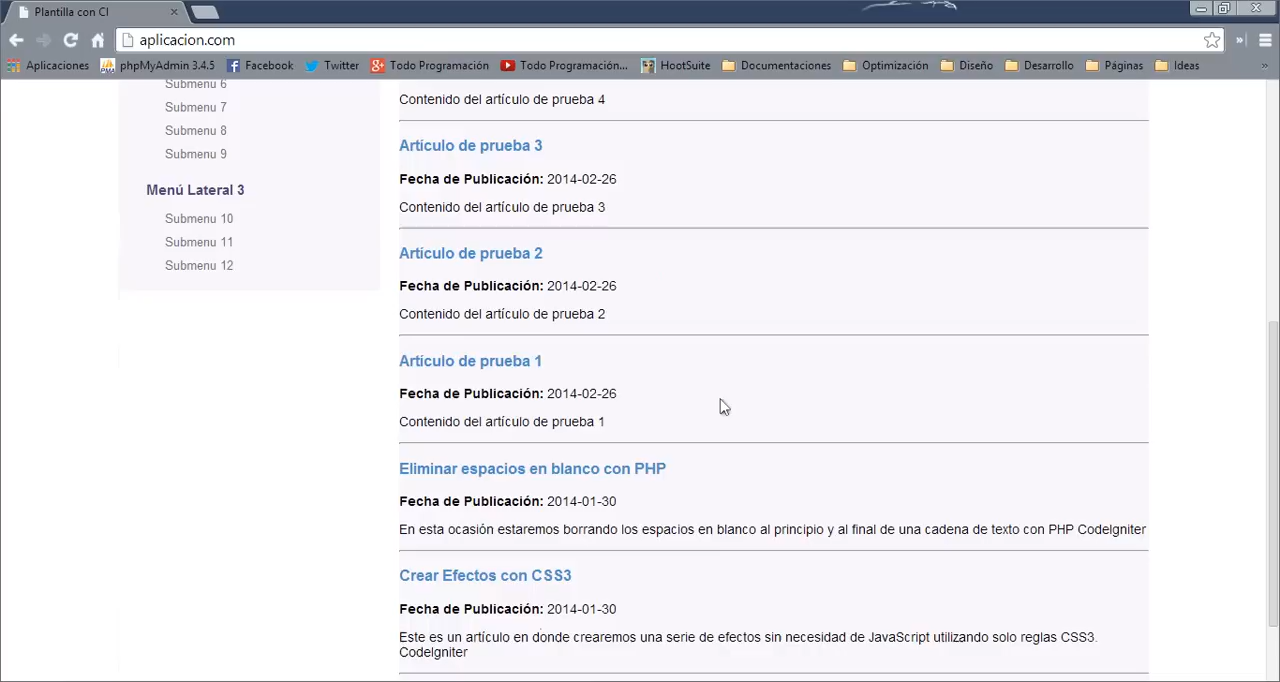 Plantilla con CI
aplicacion.com
Aplicaciones phpMyAdmin 3.4.5 Facebook Twitter Todo Programación Todo Programación... HootSuite Documentaciones Optimización Diseño Desarrollo Páginas Ideas
Submenu 6
Submenu 7
Submenu 8
Submenu 9
Menú Lateral 3
Submenu 10
Submenu 11
Submenu 12
Contenido del artículo de prueba 4
Artículo de prueba 3
Fecha de Publicación: 2014-02-26
Contenido del artículo de prueba 3
Artículo de prueba 2
Fecha de Publicación: 2014-02-26
Contenido del artículo de prueba 2
Artículo de prueba 1
Fecha de Publicación: 2014-02-26
Contenido del artículo de prueba 1
Eliminar espacios en blanco con PHP
Fecha de Publicación: 2014-01-30
En esta ocasión estaremos borrando los espacios en blanco al principio y al final de una cadena de texto con PHP CodeIgniter
Crear Efectos con CSS3
Fecha de Publicación: 2014-01-30
Este es un artículo en donde crearemos una serie de efectos sin necesidad de JavaScript utilizando solo reglas CSS3.
CodeIgniter